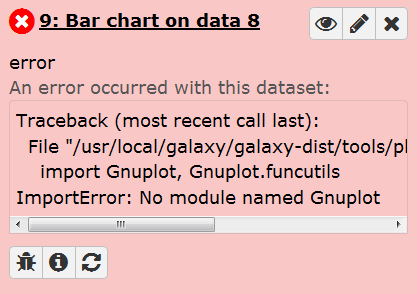 9: Bar chart on data 8
error
An error occurred with this dataset:
Traceback (most recent call last):
File "/usr/local/galaxy/galaxy-dist/tools/pl
import Gnuplot, Gnuplot.funcutils
ImportError: No module named Gnuplot